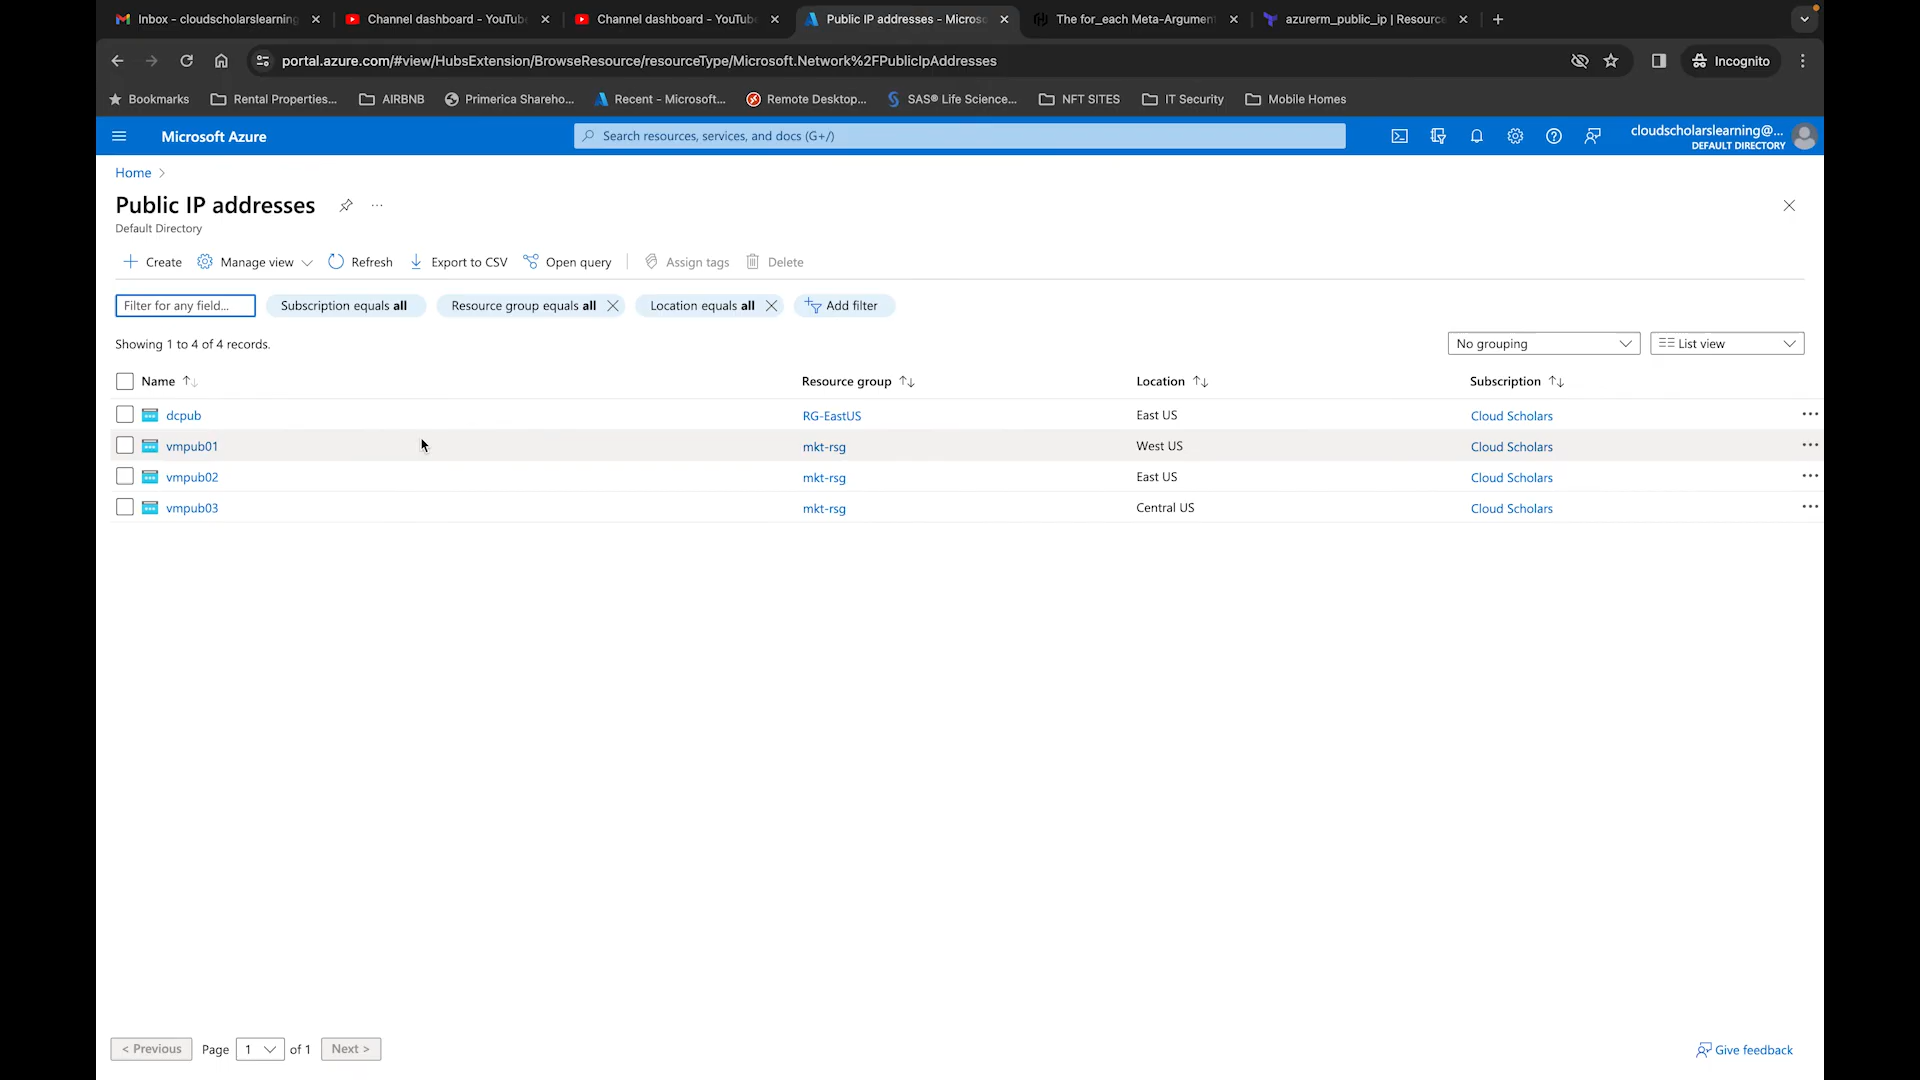 Inbox - cloudscholarslearning
Channel dashboard - YouTube
Channel dashboard - YouTube
Public IP addresses - Micros
The for_each Meta-Argumen
azurerm_public_ip | Resource
portal.azure.com/#view/HubsExtension/BrowseResource/resourceType/Microsoft.Network%2FPublicIpAddresses
Incognito
Bookmarks
Rental Properties...
AIRBNB
Primerica Shareho...
Recent - Microsoft...
Remote Desktop...
SAS® Life Science...
NFT SITES
IT Security
Mobile Homes
Microsoft Azure
Search resources, services, and docs (G+/)
cloudscholarslearning@...
DEFAULT DIRECTORY
Home
Public IP addresses
Default Directory
Create
Manage view
Refresh
Export to CSV
Open query
Assign tags
Delete
Filter for any field...
Subscription equals all
Resource group equals all
Location equals all
Add filter
Showing 1 to 4 of 4 records.
No grouping
List view
Name Resource group Location Subscription
dcpub RG-EastUS East US Cloud Scholars
vmpub01 mkt-rsg West US Cloud Scholars
vmpub02 mkt-rsg East US Cloud Scholars
vmpub03 mkt-rsg Central US Cloud Scholars
< Previous Page 1 of 1 Next >
Give feedback